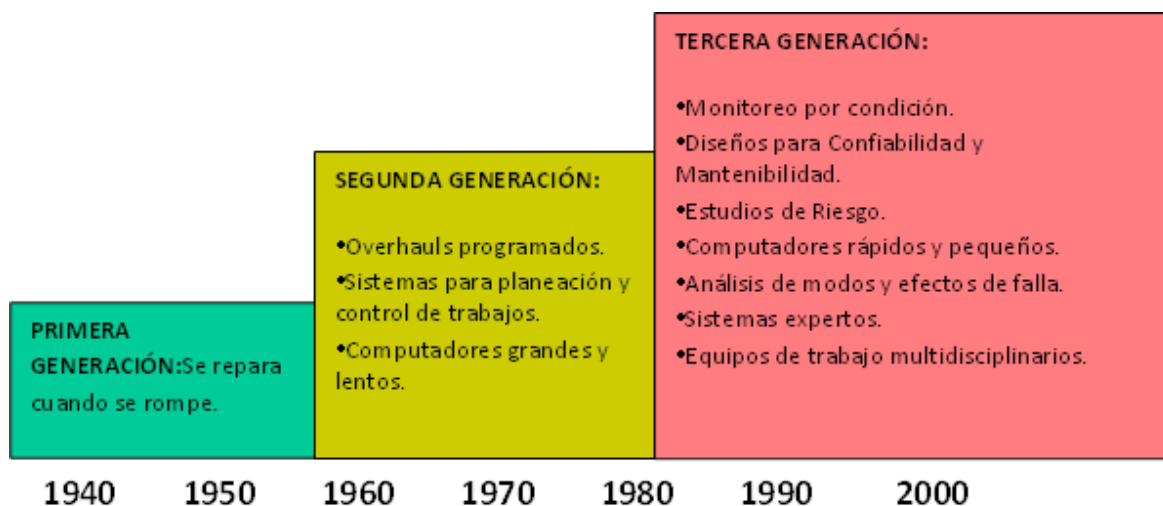 PRIMERA
GENERACIÓN:Se repara
cuando se rompe.
SEGUNDA GENERACIÓN:
•Overhauls programados.
•Sistemas para planeación y
control de trabajos.
•Computadores grandes y
lentos.
TERCERA GENERACIÓN:
•Monitoreo por condición.
•Diseños para Confiabilidad y
Mantenibilidad.
•Estudios de Riesgo.
•Computadores rápidos y pequeños.
•Análisis de modos y efectos de falla.
•Sistemas expertos.
•Equipos de trabajo multidisciplinarios.
1940 1950 1960 1970 1980 1990 2000